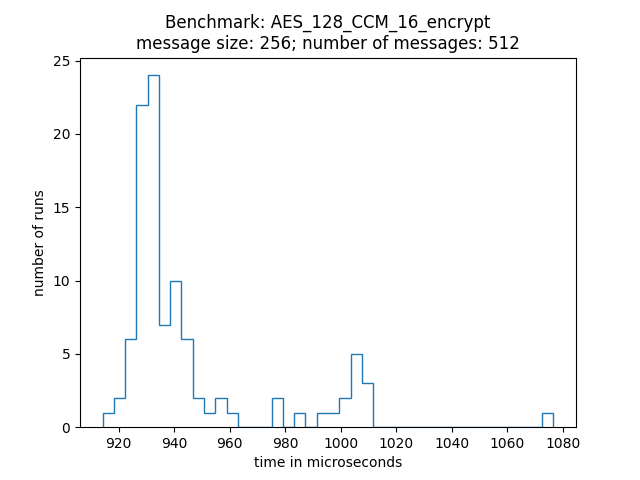 Benchmark: AES_128_CCM_16_encrypt
message size: 256; number of messages: 512
25
20
15
10
5
0
number of runs
920 940 960 980 1000 1020 1040 1060 1080
time in microseconds